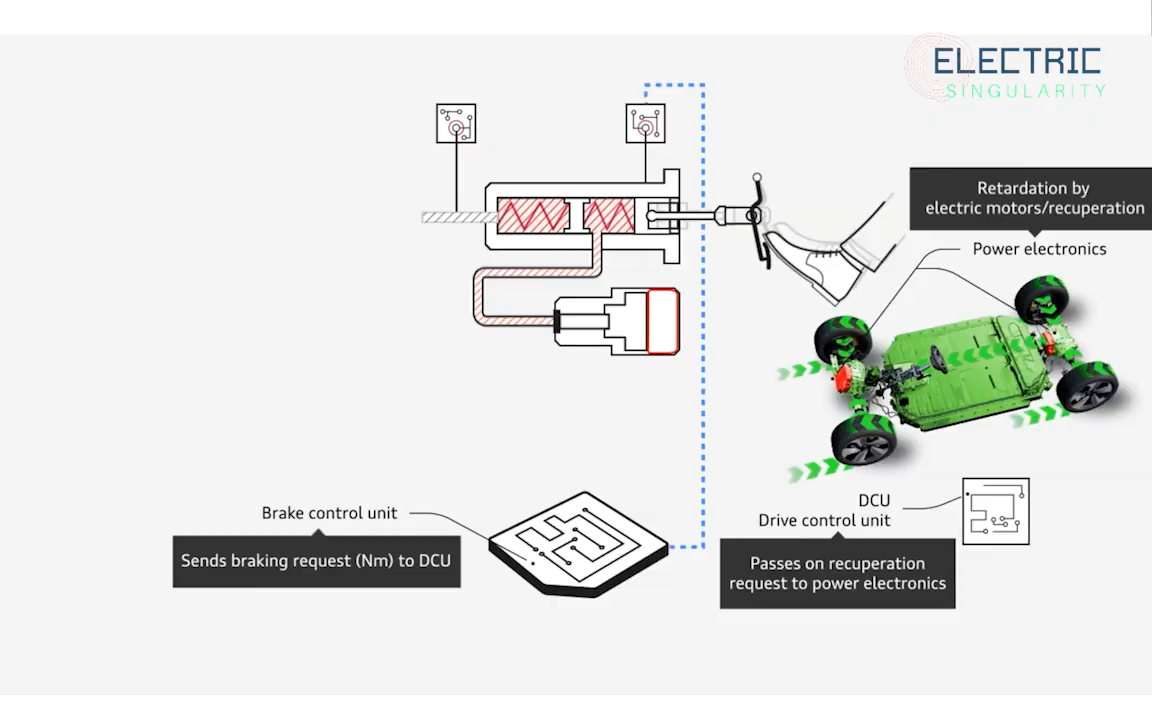 ELECTRIC
SINGULARITY
Retardation by
electric motors/recuperation
Power electronics
Brake control unit
Sends braking request (Nm) to DCU
DCU
Drive control unit
Passes on recuperation
request to power electronics